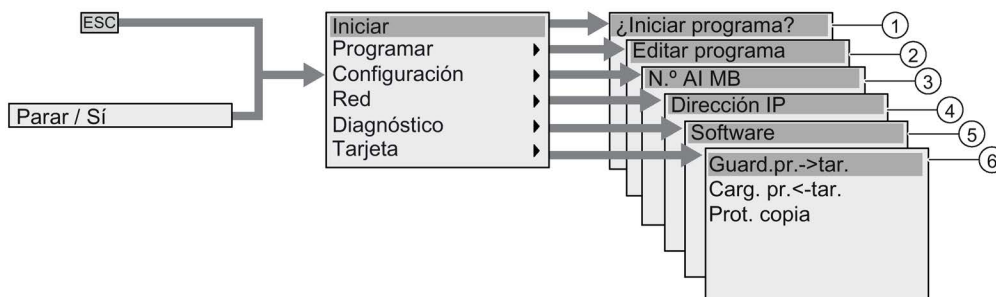 ESC
Parar / Sí
Iniciar
Programar
Configuración
Red
Diagnóstico
Tarjeta
¿Iniciar programa?
1
Editar programa
2
N.º AI MB
3
Dirección IP
4
Software
5
Guard.pr.->tar.
6
Carg. pr.<-tar.
Prot. copia